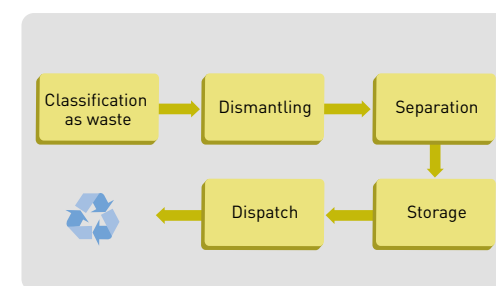 Classification
as waste
Dismantling
Separation
Dispatch
Storage